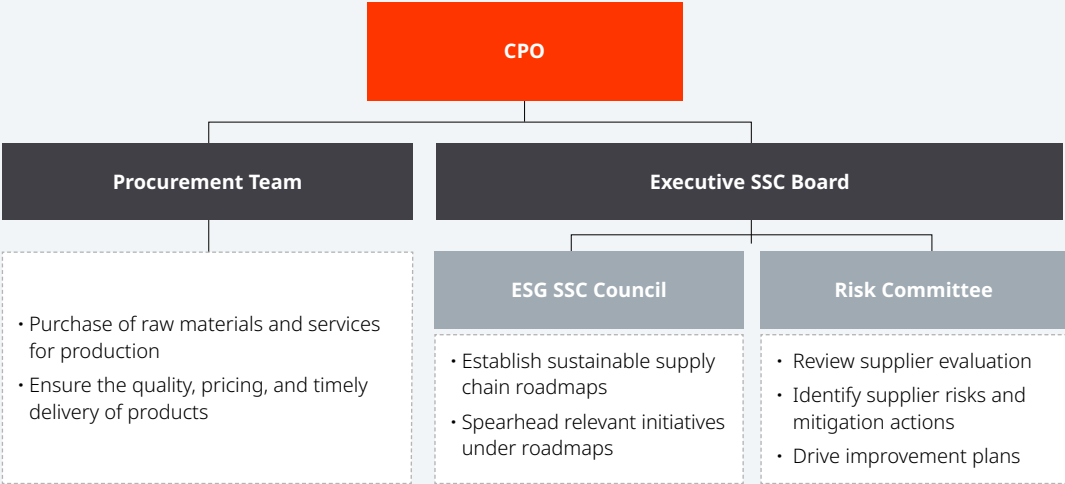 CPO
Procurement Team
Executive SSC Board
• Purchase of raw materials and services
for production
• Ensure the quality, pricing, and timely
delivery of products
ESG SSC Council
• Establish sustainable supply
chain roadmaps
• Spearhead relevant initiatives
under roadmaps
Risk Committee
• Review supplier evaluation
• Identify supplier risks and
mitigation actions
• Drive improvement plans